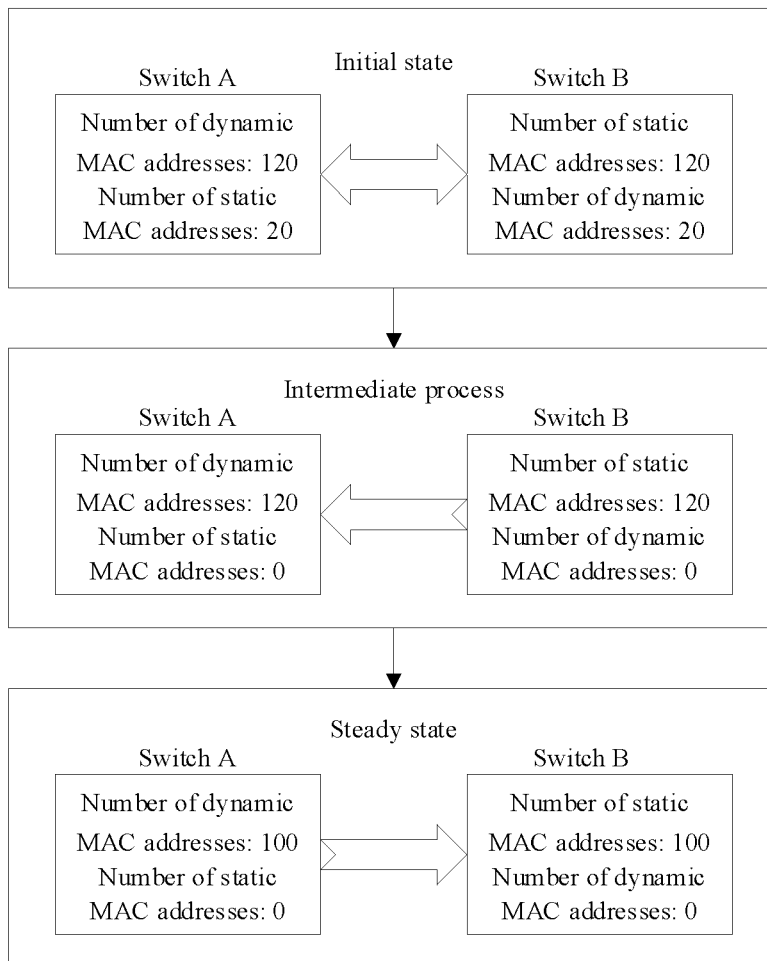 Initial state
Switch A
Number of dynamic
MAC addresses: 120
Number of static
MAC addresses: 20
Switch B
Number of static
MAC addresses: 120
Number of dynamic
MAC addresses: 20
Intermediate process
Switch A
Number of dynamic
MAC addresses: 120
Number of static
MAC addresses: 0
Switch B
Number of static
MAC addresses: 120
Number of dynamic
MAC addresses: 0
Steady state
Switch A
Number of dynamic
MAC addresses: 100
Number of static
MAC addresses: 0
Switch B
Number of static
MAC addresses: 100
Number of dynamic
MAC addresses: 0